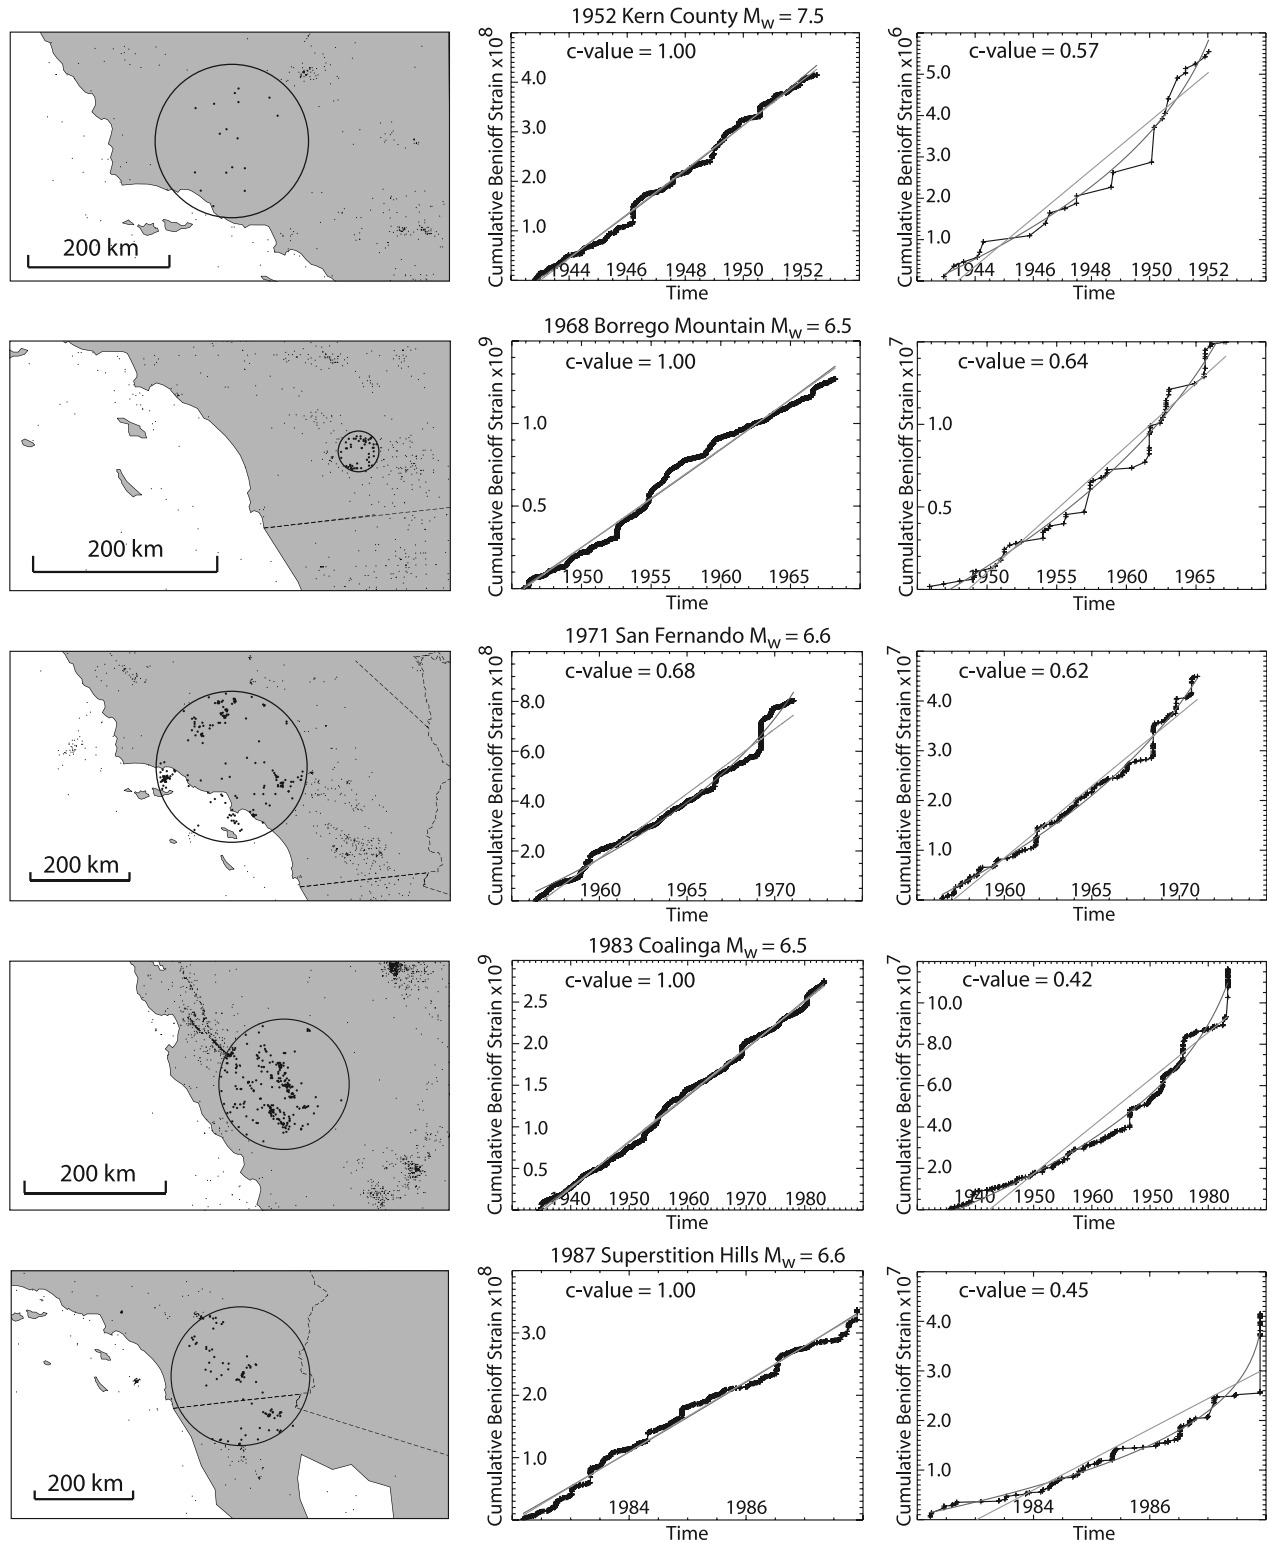 1952 Kern County Mw = 7.5
200 km
Cumulative Benioff Strain x10^8
c-value = 1.00
4.0
3.0
2.0
1.0
1944 1946 1948 1950 1952
Time
Cumulative Benioff Strain x10^6
c-value = 0.57
5.0
4.0
3.0
2.0
1.0
1944 1946 1948 1950 1952
Time
1968 Borrego Mountain Mw = 6.5
200 km
Cumulative Benioff Strain x10^9
c-value = 1.00
1.0
0.5
1950 1955 1960 1965
Time
Cumulative Benioff Strain x10^7
c-value = 0.64
1.0
0.5
1950 1955 1960 1965
Time
1971 San Fernando Mw = 6.6
200 km
Cumulative Benioff Strain x10^8
c-value = 0.68
8.0
6.0
4.0
2.0
1960 1965 1970
Time
Cumulative Benioff Strain x10^7
c-value = 0.62
4.0
3.0
2.0
1.0
1960 1965 1970
Time
1983 Coalinga Mw = 6.5
200 km
Cumulative Benioff Strain x10^9
c-value = 1.00
2.5
2.0
1.5
1.0
0.5
1940 1950 1960 1970 1980
Time
Cumulative Benioff Strain x10^7
c-value = 0.42
10.0
8.0
6.0
4.0
2.0
1940 1950 1960 1950 1980
Time
1987 Superstition Hills Mw = 6.6
200 km
Cumulative Benioff Strain x10^8
c-value = 1.00
3.0
2.0
1.0
1984 1986
Time
Cumulative Benioff Strain x10^7
c-value = 0.45
4.0
3.0
2.0
1.0
1984 1986
Time